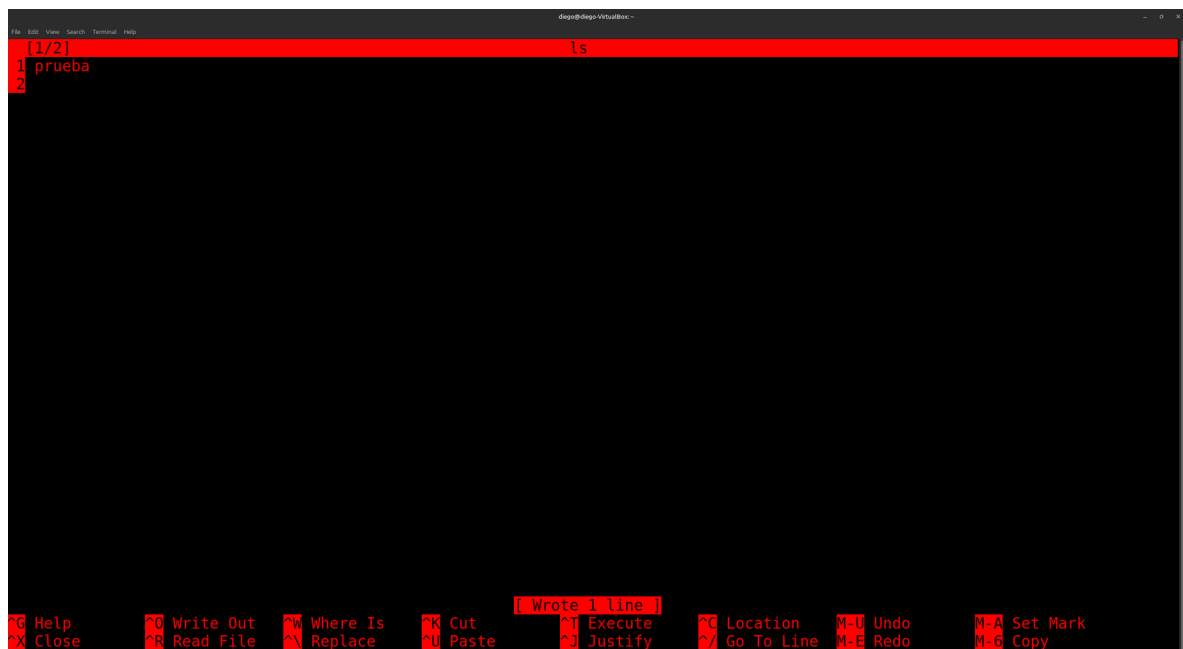 diego@diego-VirtualBox: ~
File Edit View Search Terminal Help
[1/2] ls
1 prueba
2
[ Wrote 1 line ]
^G Help ^O Write Out ^W Where Is ^K Cut ^T Execute ^C Location M-U Undo M-A Set Mark
^X Close ^R Read File ^\ Replace ^U Paste ^J Justify ^/ Go To Line M-E Redo M-6 Copy